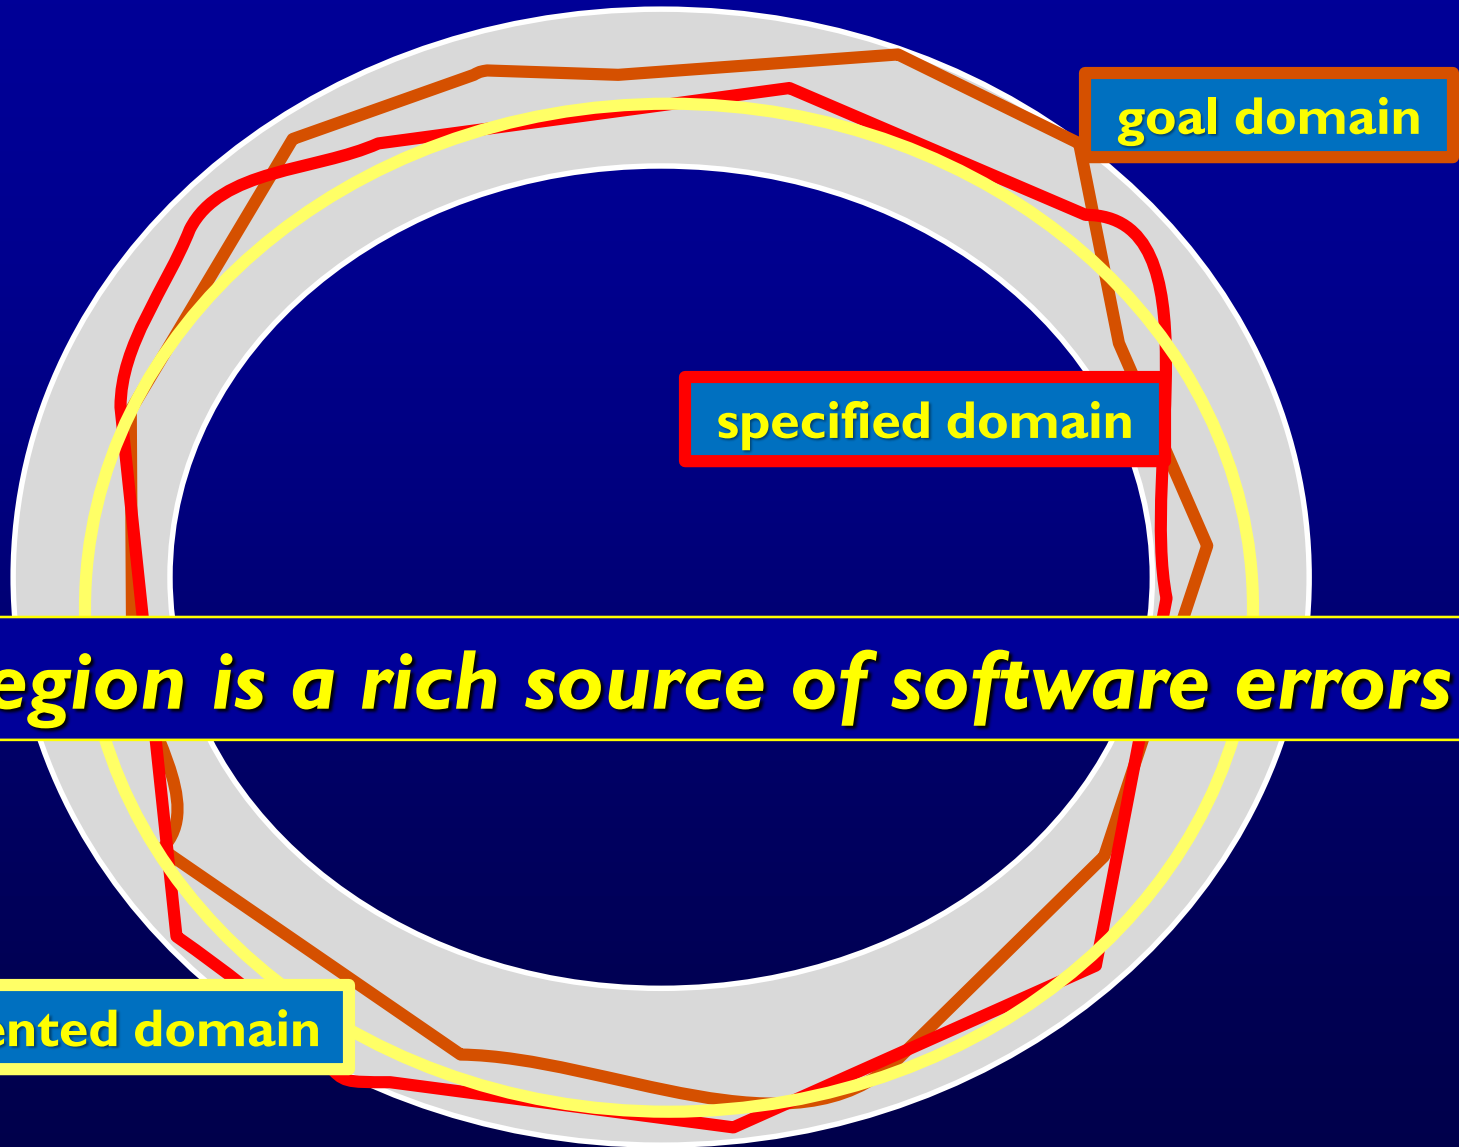 goal domain
specified domain
egion is a rich source of software errors
ented domain